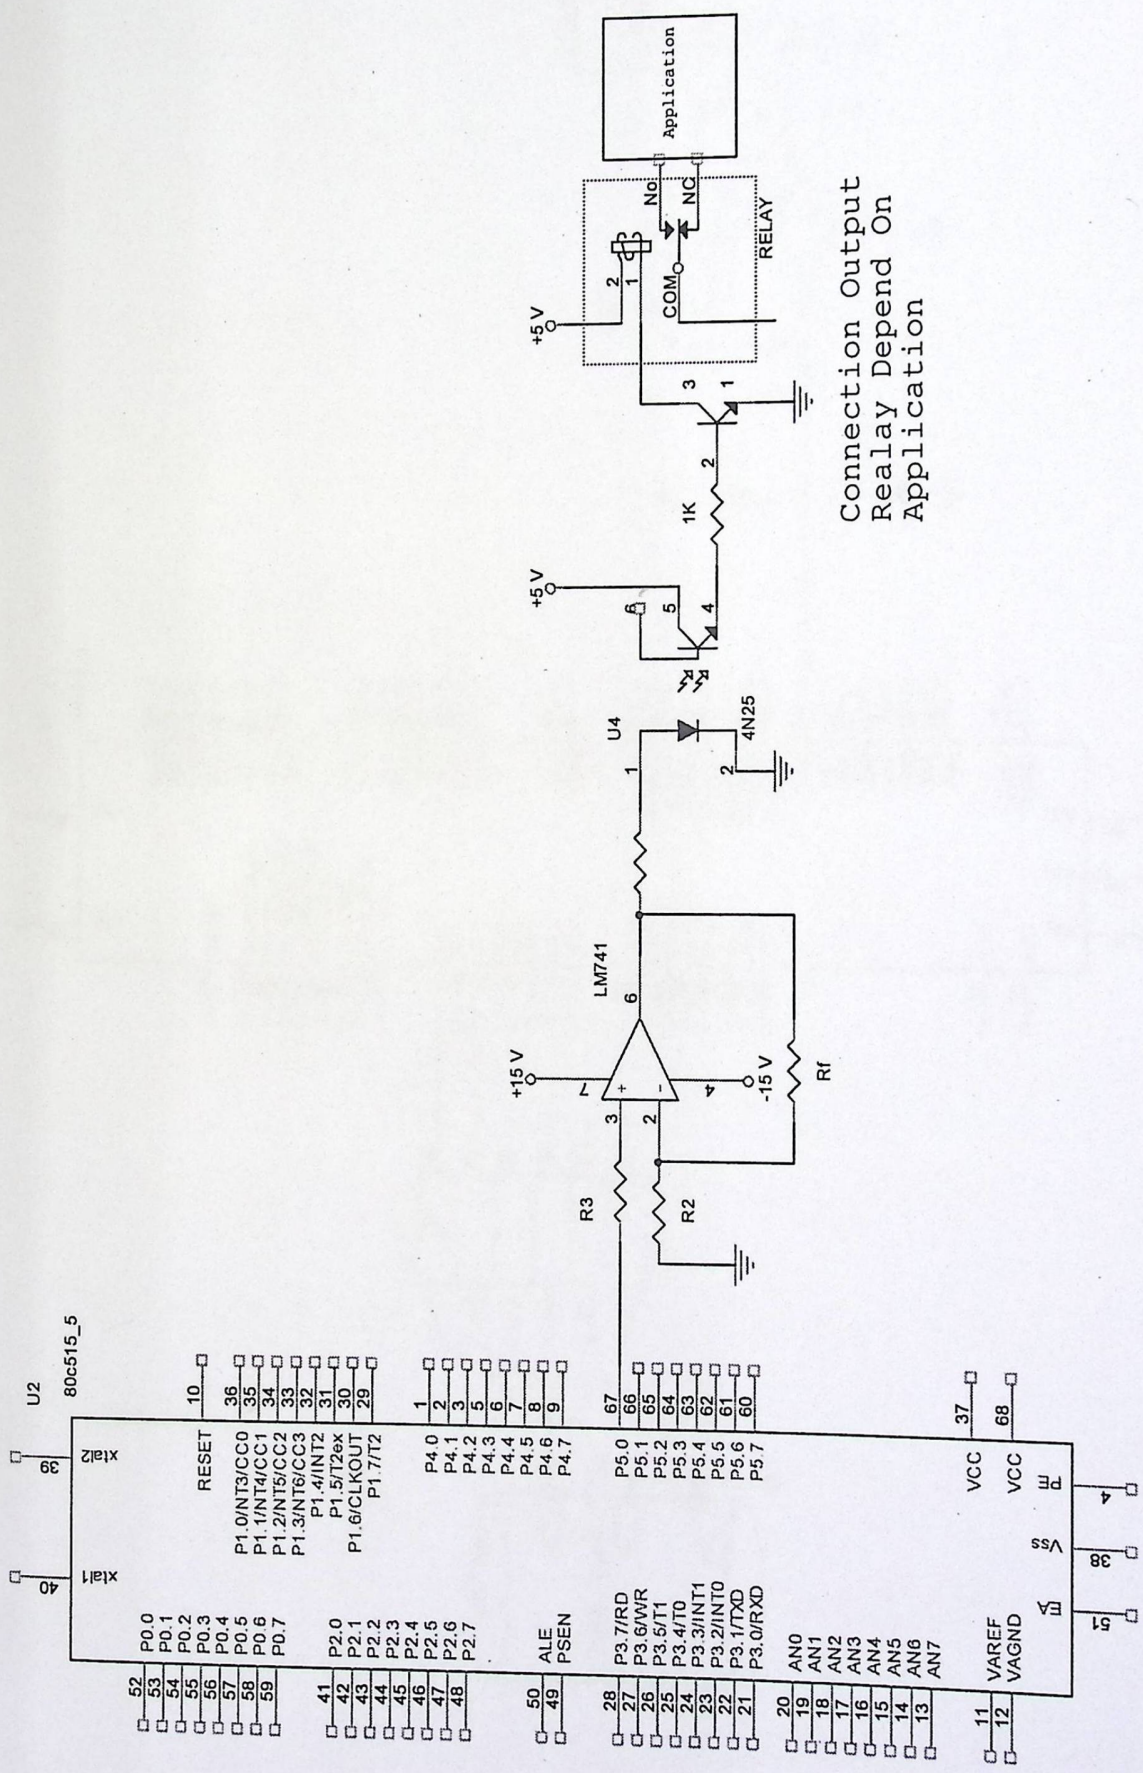 U2
80c515_5
39
xtal2
40
xtal1
10
RESET
36
P1.0/NT3/CC0
35
P1.1/NT4/CC1
34
P1.2/NT5/CC2
33
P1.3/NT6/CC3
32
P1.4/INT2
31
P1.5/T2ex
30
P1.6/CLKOUT
29
P1.7/T2
1
P4.0
2
P4.1
3
P4.2
5
P4.3
6
P4.4
7
P4.5
8
P4.6
9
P4.7
67
P5.0
66
P5.1
65
P5.2
64
P5.3
63
P5.4
62
P5.5
61
P5.6
60
P5.7
37
VCC
68
VCC
52
P0.0
53
P0.1
54
P0.2
55
P0.3
56
P0.4
57
P0.5
58
P0.6
59
P0.7
41
P2.0
42
P2.1
43
P2.2
44
P2.3
45
P2.4
46
P2.5
47
P2.6
48
P2.7
50
ALE
49
PSEN
28
P3.7/RD
27
P3.6/WR
26
P3.5/T1
25
P3.4/T0
24
P3.3/INT1
23
P3.2/INT0
22
P3.1/TXD
21
P3.0/RXD
20
AN0
19
AN1
18
AN2
17
AN3
16
AN4
15
AN5
14
AN6
13
AN7
11
VAREF
12
VAGND
4
PE
38
Vss
51
EA
R3
R2
3
2
+
-
+15 V
7
4
-15 V
LM741
6
Rf
U4
1
2
4N25
+5 V
6
5
4
1K
2
3
1
+5 V
2
1
COM
No
NC
RELAY
Application
Connection Output
Realay Depend On
Application